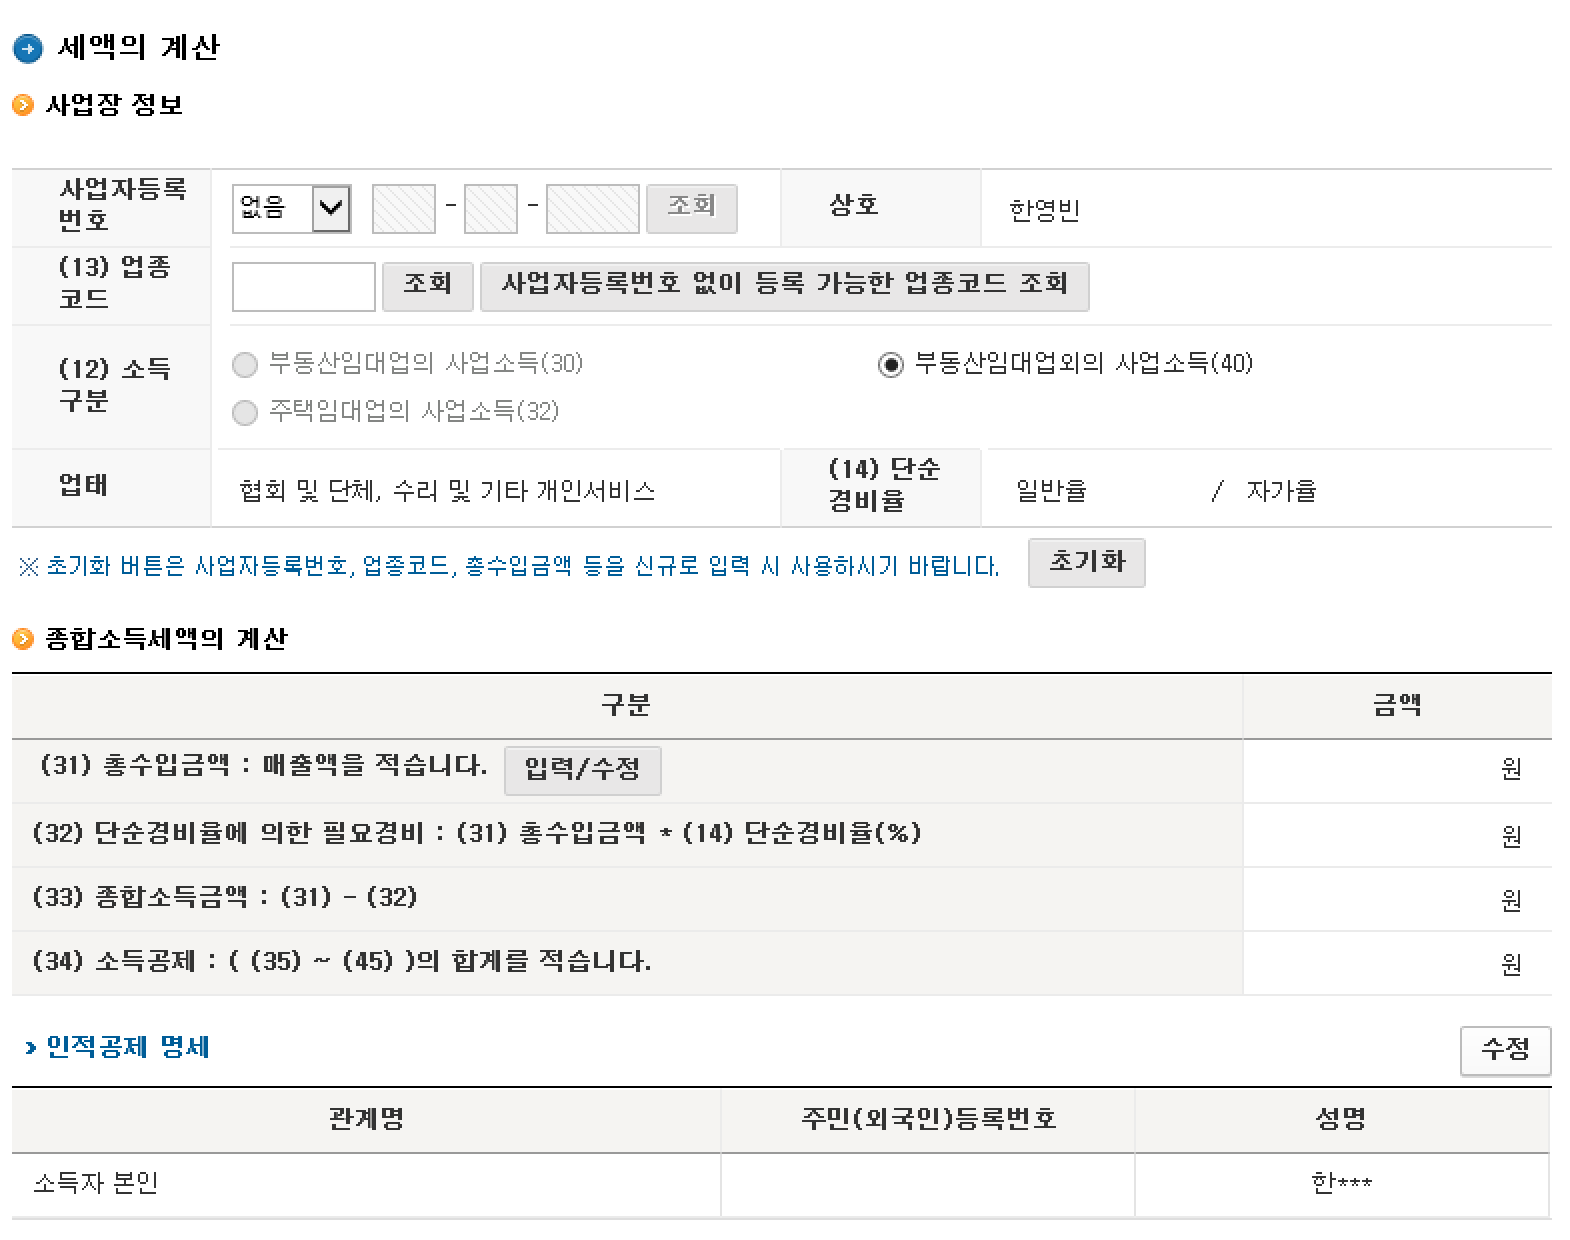 세액의 계산
사업장 정보
사업자등록
번호
없음 - - 조회
상호
한영빈
(13) 업종
코드
조회 사업자등록번호 없이 등록 가능한 업종코드 조회
(12) 소득
구분
부동산임대업의 사업소득(30) 부동산임대업외의 사업소득(40)
주택임대업의 사업소득(32)
업태
협회 및 단체, 수리 및 기타 개인서비스
(14) 단순
경비율
일반율 / 자가율
※ 초기화 버튼은 사업자등록번호, 업종코드, 총수입금액 등을 신규로 입력 시 사용하시기 바랍니다. 초기화
종합소득세액의 계산
구분 금액
(31) 총수입금액 : 매출액을 적습니다. 입력/수정 원
(32) 단순경비율에 의한 필요경비 : (31) 총수입금액 * (14) 단순경비율(%) 원
(33) 종합소득금액 : (31) - (32) 원
(34) 소득공제 : ( (35) ~ (45) )의 합계를 적습니다. 원
인적공제 명세 수정
관계명 주민(외국인)등록번호 성명
소득자 본인 한***